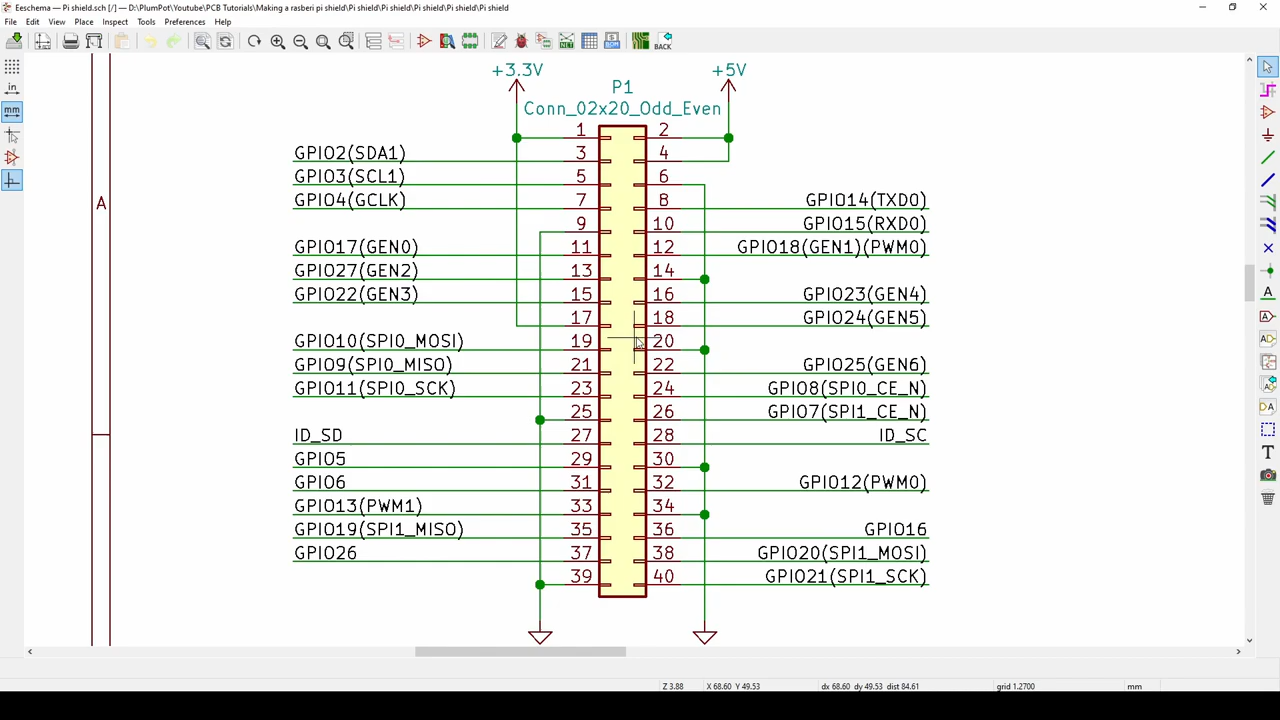 Eeschema — Pi shield.sch [/] — D:\PlumPot\Youtube\PCB Tutorials\Making a rasberi pi shield\Pi shield\Pi shield\Pi shield\Pi shield
File Edit View Place Inspect Tools Preferences Help
BOM BACK
in
mm
+3.3V +5V
P1
Conn_02x20_Odd_Even
1 2
GPIO2(SDA1) 3 4
GPIO3(SCL1) 5 6
GPIO4(GCLK) 7 8 GPIO14(TXD0)
9 10 GPIO15(RXD0)
GPIO17(GEN0) 11 12 GPIO18(GEN1)(PWM0)
GPIO27(GEN2) 13 14
GPIO22(GEN3) 15 16 GPIO23(GEN4)
17 18 GPIO24(GEN5)
GPIO10(SPI0_MOSI) 19 20
GPIO9(SPI0_MISO) 21 22 GPIO25(GEN6)
GPIO11(SPI0_SCK) 23 24 GPIO8(SPI0_CE_N)
25 26 GPIO7(SPI1_CE_N)
ID_SD 27 28 ID_SC
GPIO5 29 30
GPIO6 31 32 GPIO12(PWM0)
GPIO13(PWM1) 33 34
GPIO19(SPI1_MISO) 35 36 GPIO16
GPIO26 37 38 GPIO20(SPI1_MOSI)
39 40 GPIO21(SPI1_SCK)
A
Z 3.88 X 68.60 Y 49.53 dx 68.60 dy 49.53 dist 84.61 grid 1.2700 mm